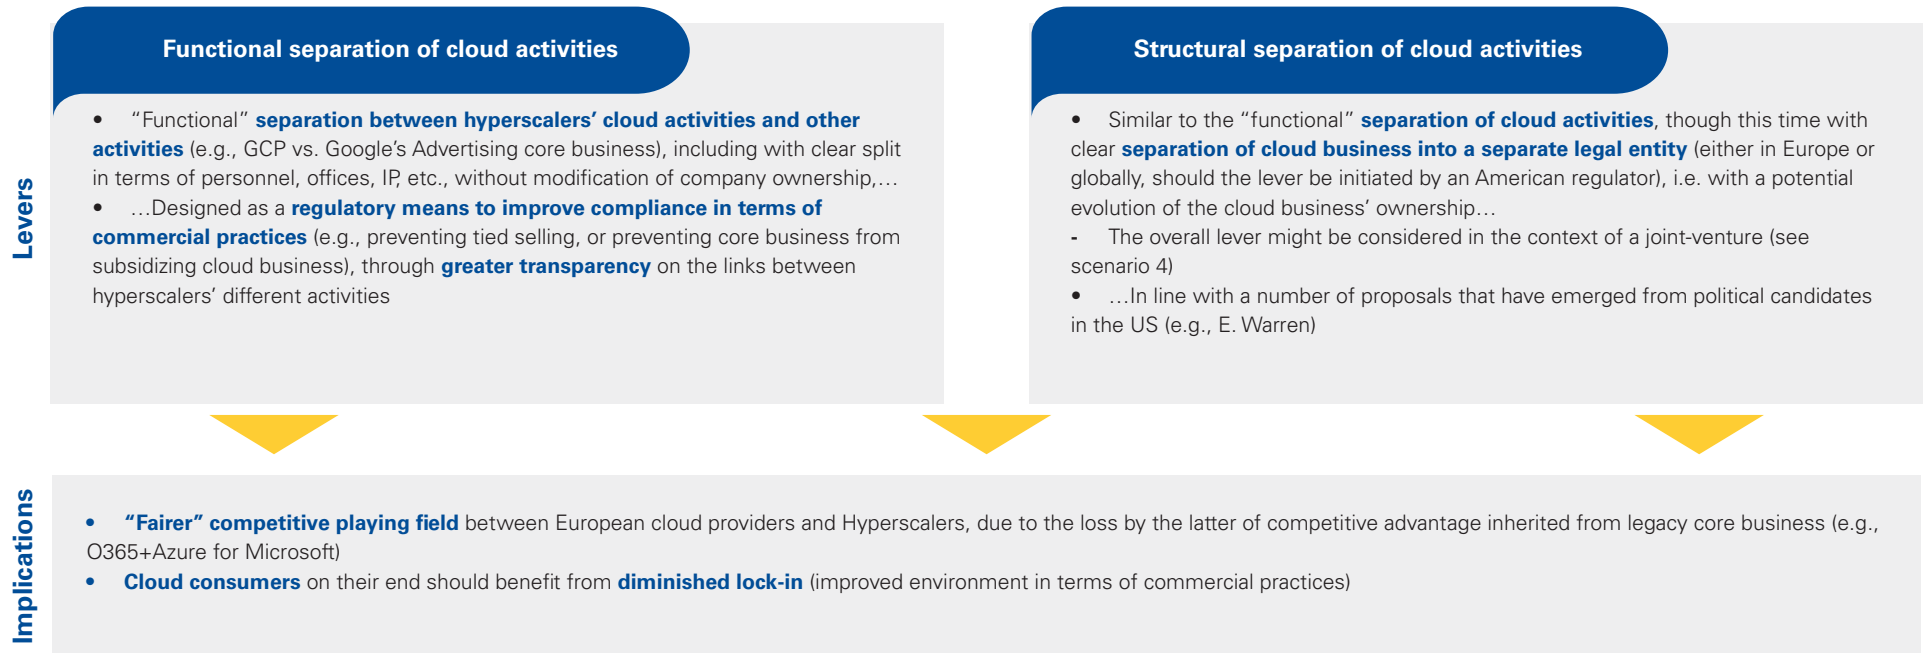 Functional separation of cloud activities
Levers
• “Functional” separation between hyperscalers’ cloud activities and other
activities (e.g., GCP vs. Google’s Advertising core business), including with clear split
in terms of personnel, offices, IP, etc., without modification of company ownership,…
• …Designed as a regulatory means to improve compliance in terms of
commercial practices (e.g., preventing tied selling, or preventing core business from
subsidizing cloud business), through greater transparency on the links between
hyperscalers’ different activities
Structural separation of cloud activities
• Similar to the “functional” separation of cloud activities, though this time with
clear separation of cloud business into a separate legal entity (either in Europe or
globally, should the lever be initiated by an American regulator), i.e. with a potential
evolution of the cloud business’ ownership…
- The overall lever might be considered in the context of a joint-venture (see
scenario 4)
• …In line with a number of proposals that have emerged from political candidates
in the US (e.g., E. Warren)
Implications
• “Fairer” competitive playing field between European cloud providers and Hyperscalers, due to the loss by the latter of competitive advantage inherited from legacy core business (e.g.,
O365+Azure for Microsoft)
• Cloud consumers on their end should benefit from diminished lock-in (improved environment in terms of commercial practices)